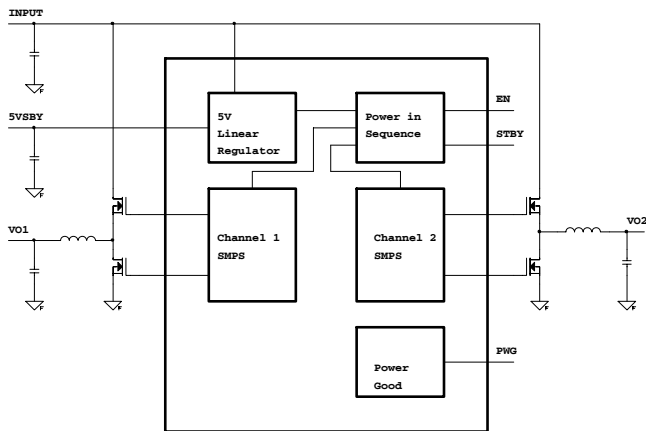 INPUT
5VSBY
5V
Linear
Regulator
Power in
Sequence
EN
STBY
VO1
Channel 1
SMPS
Channel 2
SMPS
VO2
Power
Good
PWG